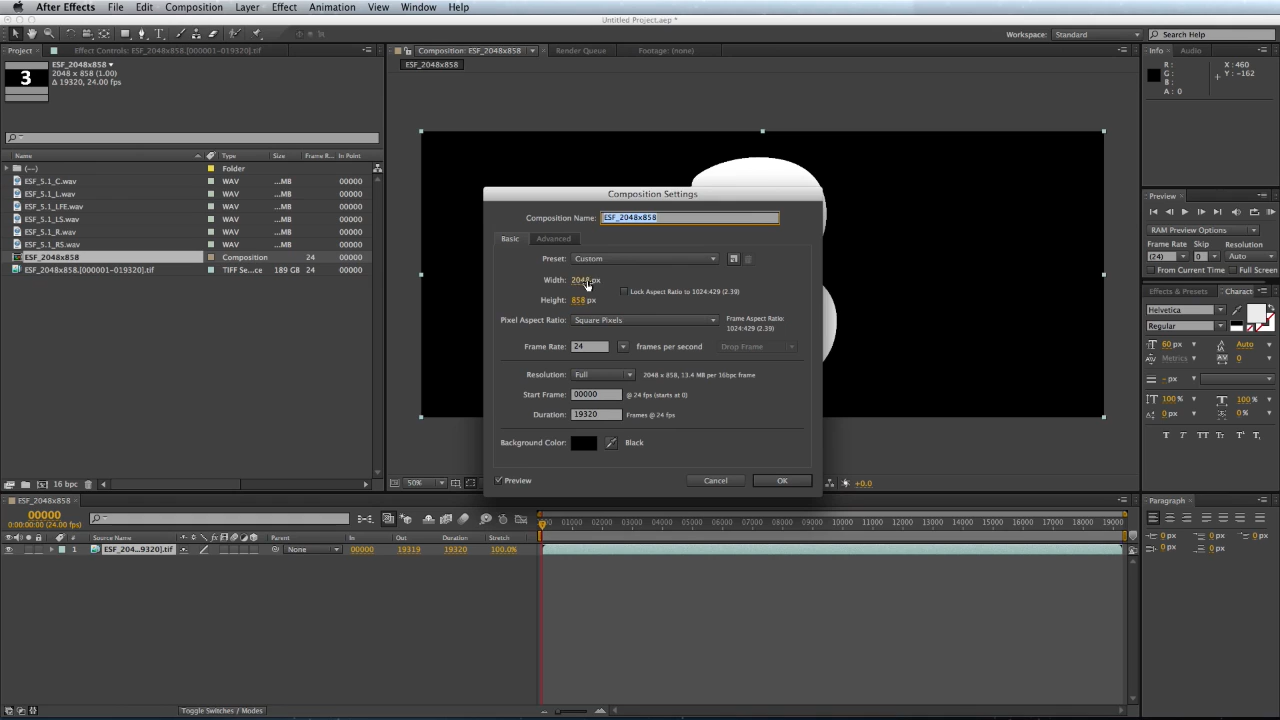 After Effects File Edit Composition Layer Effect Animation View Window Help
Untitled Project.aep *
Workspace: Standard Search Help
Project Effect Controls: ESF_2048x858.[000001-019320].tif
Composition: ESF_2048x858 Render Queue Footage: (none)
Info Audio
ESF_2048x858
2048 x 858 (1.00)
Δ 19320, 24.00 fps
3
ESF_2048x858
R: X: 460
G: Y: -162
B:
A: 0
Name Type Size Frame R... In Point
(---) Folder
ESF_5.1_C.wav WAV ...MB 00000
ESF_5.1_L.wav WAV ...MB 00000
ESF_5.1_LFE.wav WAV ...MB 00000
ESF_5.1_LS.wav WAV ...MB 00000
ESF_5.1_R.wav WAV ...MB 00000
ESF_5.1_RS.wav WAV ...MB 00000
ESF_2048x858 Composition 24 00000
ESF_2048x858.[000001-019320].tif TIFF Se...ce 189 GB 24 00000
Composition Settings
Composition Name: ESF_2048x858
Basic Advanced
Preset: Custom
Width: 2048 px
Lock Aspect Ratio to 1024:429 (2.39)
Height: 858 px
Pixel Aspect Ratio: Square Pixels
Frame Aspect Ratio:
1024:429 (2.39)
Frame Rate: 24 frames per second Drop Frame
Resolution: Full 2048 x 858, 13.4 MB per 16bpc frame
Start Frame: 00000 @ 24 fps (starts at 0)
Duration: 19320 Frames @ 24 fps
Background Color: Black
Preview Cancel OK
Preview
RAM Preview Options
Frame Rate Skip Resolution
(24) 0 Auto
From Current Time Full Screen
Effects & Presets Charact
Helvetica
Regular
60 px Auto
Metrics 0
- px
100 % 100 %
0 px 0 %
T T TT Tт T¹ T₁
16 bpc
50% +0.0
ESF_2048x858
00000
0:00:00:00 (24.00 fps)
# Source Name Parent In Out Duration Stretch
1 ESF_204...9320].tif None 00000 19319 19320 100.0%
01000 02000 03000 04000 05000 06000 07000 08000 09000 10000 11000 12000 13000 14000 15000 16000 17000 18000 19000
Paragraph
0 px 0 px 0 px
0 px 0 px
Toggle Switches / Modes